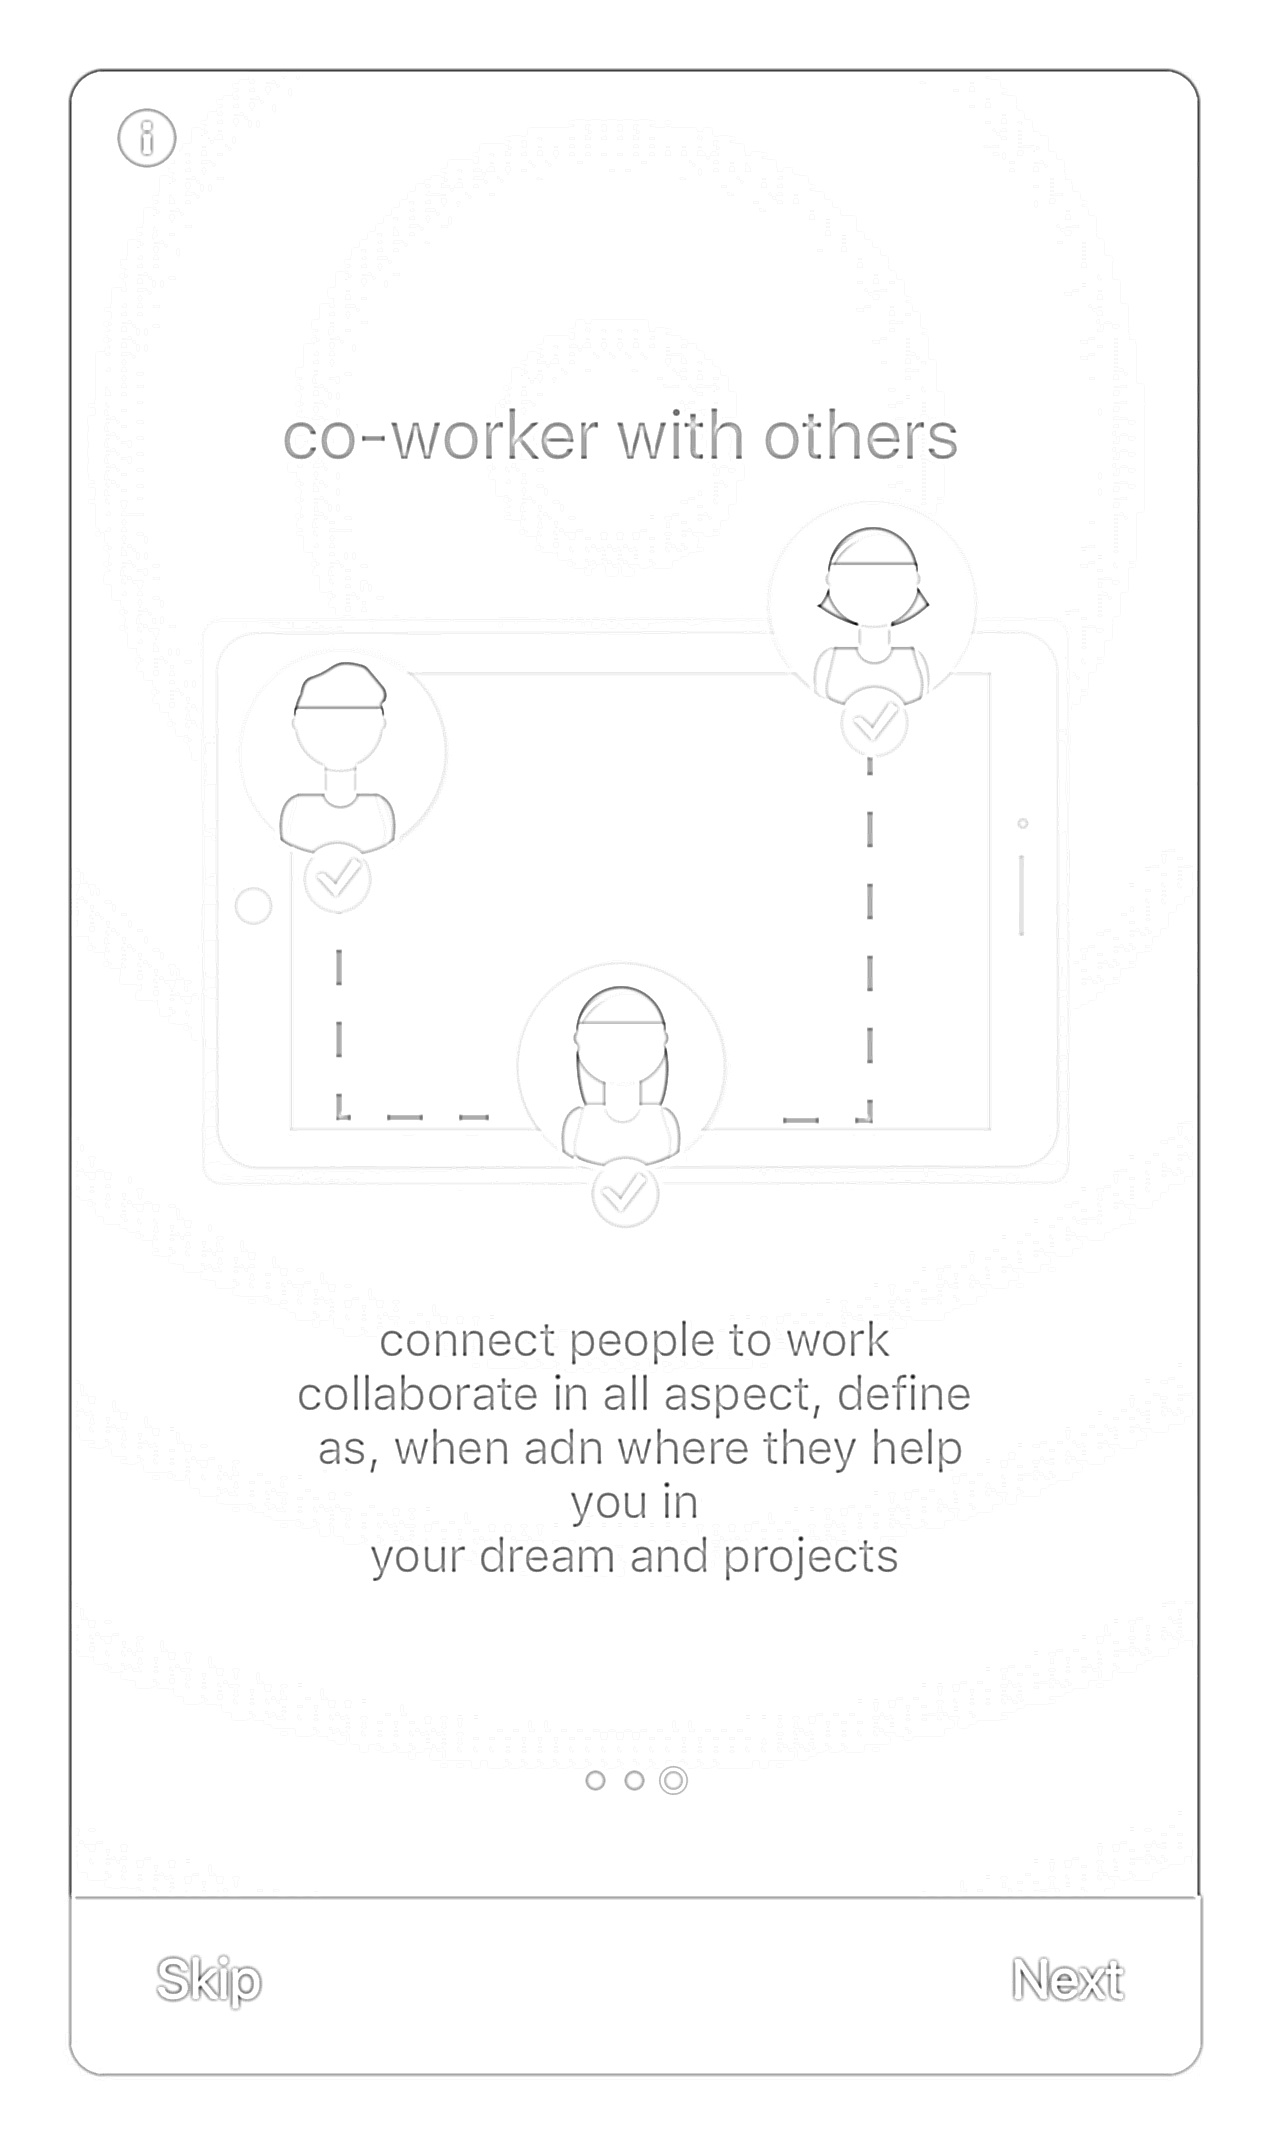 i
co-worker with others
connect people to work
collaborate in all aspect, define
as, when adn where they help
you in
your dream and projects
Skip
Next